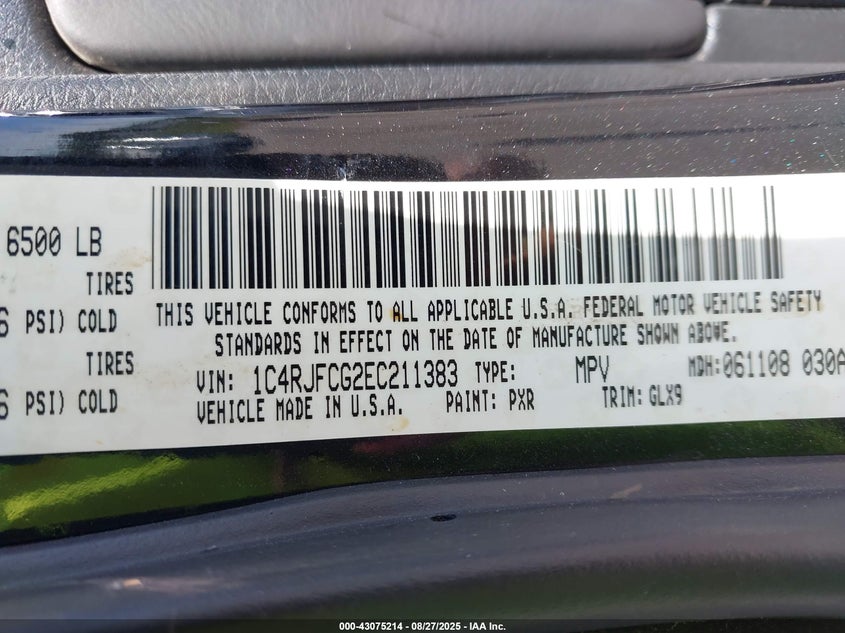 6500 LB
TIRES
6 PSI) COLD
TIRES
6 PSI) COLD
THIS VEHICLE CONFORMS TO ALL APPLICABLE U.S.A. FEDERAL MOTOR VEHICLE SAFETY
STANDARDS IN EFFECT ON THE DATE OF MANUFACTURE SHOWN ABOVE.
VIN: 1C4RJFCG2EC211383 TYPE: MPV MDH: 061108 030A
VEHICLE MADE IN U.S.A. PAINT: PXR TRIM: GLX9
000-43075214 - 08/27/2025 - IAA Inc.